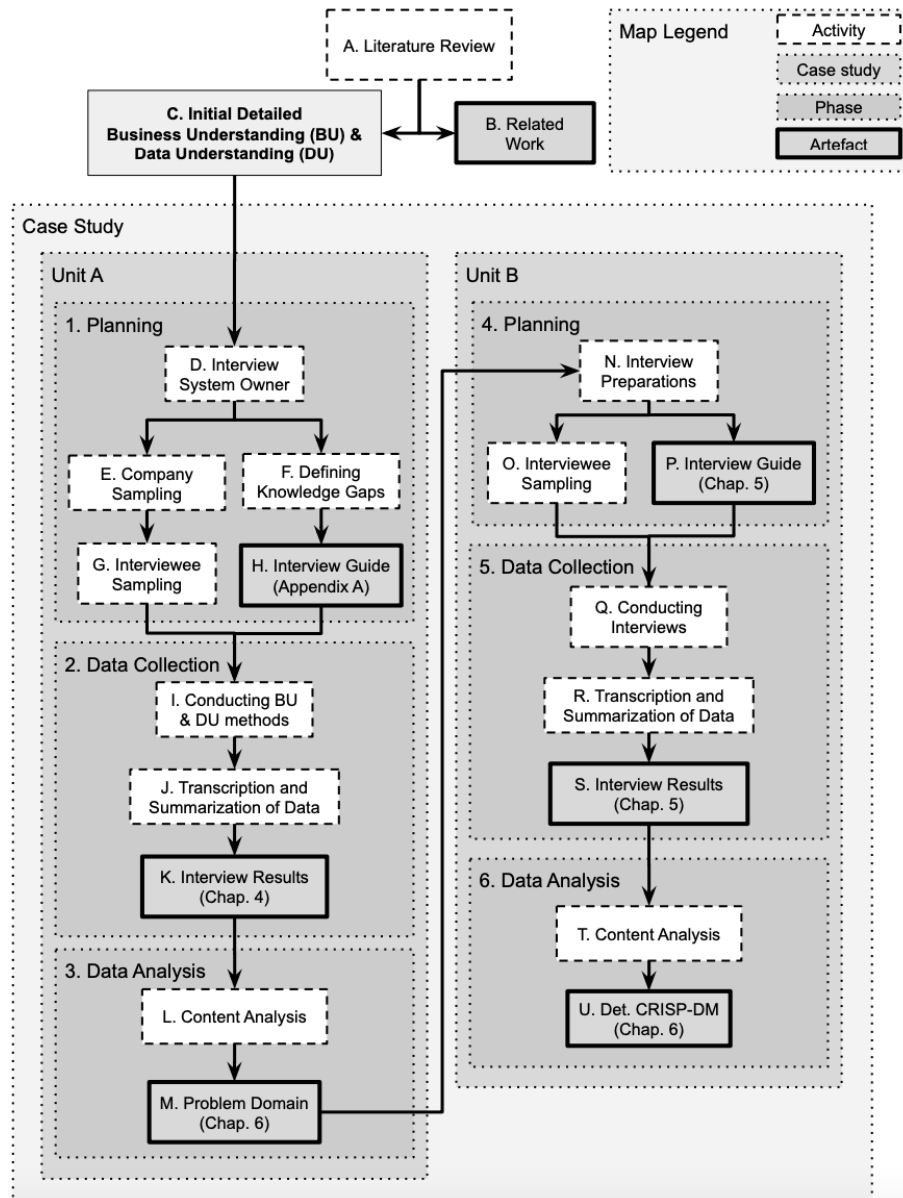 A. Literature Review
Map Legend
Activity
Case study
Phase
Artefact
C. Initial Detailed
Business Understanding (BU) &
Data Understanding (DU)
B. Related
Work
Case Study
Unit A
1. Planning
D. Interview
System Owner
E. Company
Sampling
F. Defining
Knowledge Gaps
G. Interviewee
Sampling
H. Interview Guide
(Appendix A)
2. Data Collection
I. Conducting BU
& DU methods
J. Transcription and
Summarization of Data
K. Interview Results
(Chap. 4)
3. Data Analysis
L. Content Analysis
M. Problem Domain
(Chap. 6)
Unit B
4. Planning
N. Interview
Preparations
O. Interviewee
Sampling
P. Interview Guide
(Chap. 5)
5. Data Collection
Q. Conducting
Interviews
R. Transcription and
Summarization of Data
S. Interview Results
(Chap. 5)
6. Data Analysis
T. Content Analysis
U. Det. CRISP-DM
(Chap. 6)